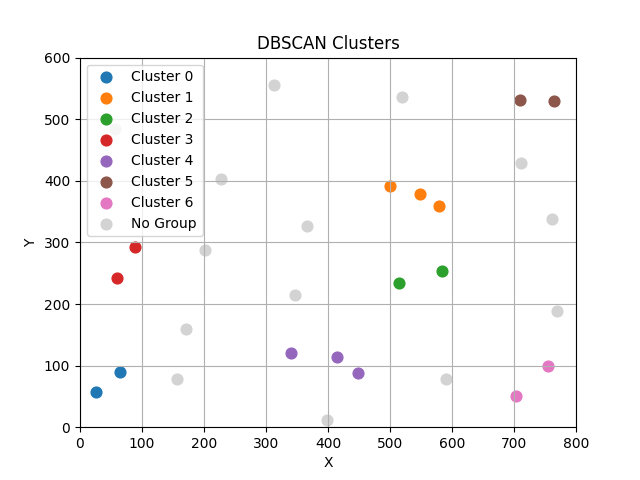 DBSCAN Clusters
600
500
400
300
200
100
0
Y
Cluster 0
Cluster 1
Cluster 2
Cluster 3
Cluster 4
Cluster 5
Cluster 6
No Group
0 100 200 300 400 500 600 700 800
X